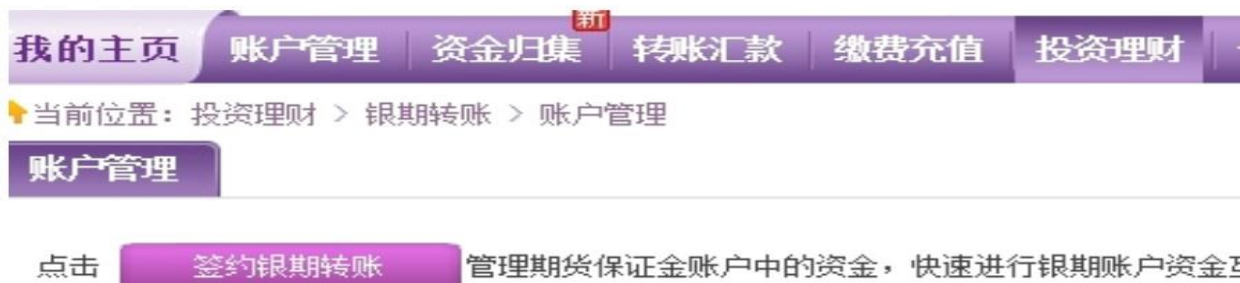 新
我的主页 账户管理 资金归集 转账汇款 缴费充值 投资理财
当前位置：投资理财 > 银期转账 > 账户管理
账户管理
点击 签约银期转账 管理期货保证金账户中的资金，快速进行银期账户资金互